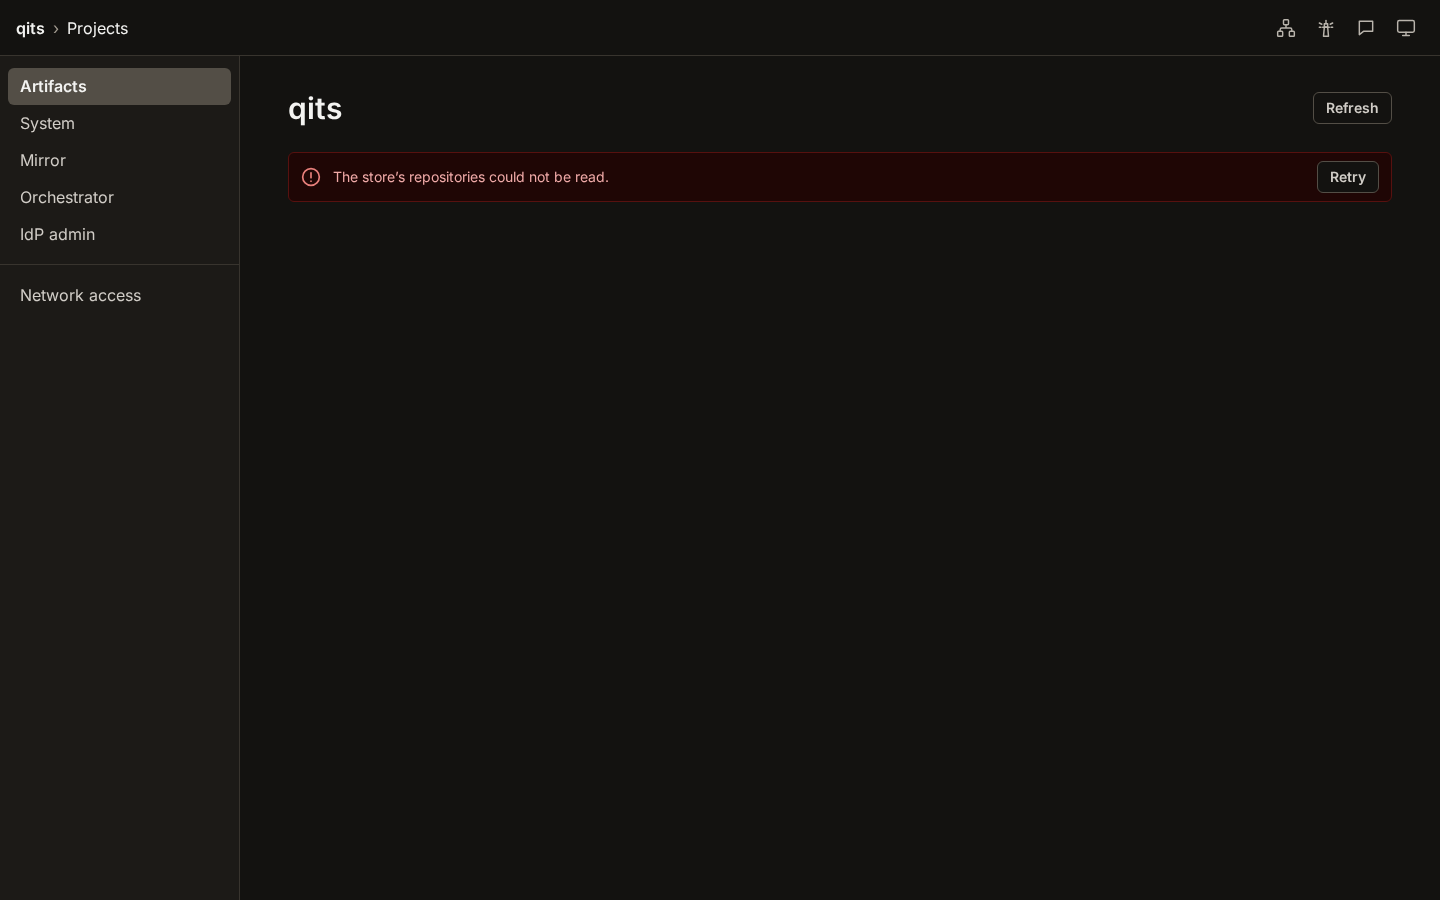 qits › Projects
Artifacts
System
Mirror
Orchestrator
IdP admin
Network access
qits
Refresh
The store’s repositories could not be read.
Retry